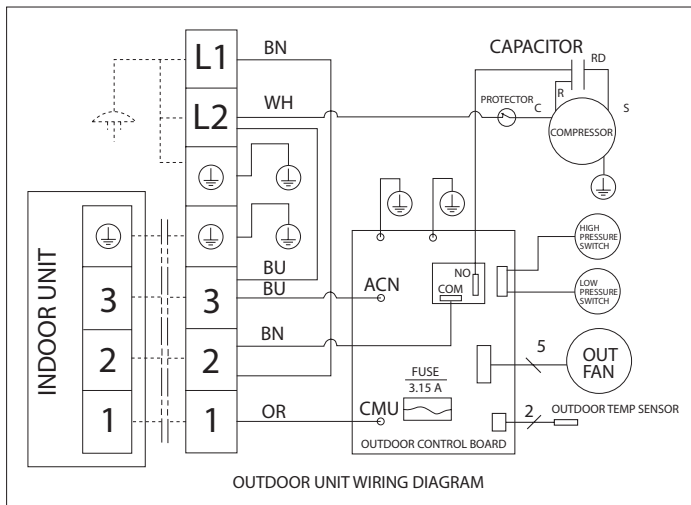 L1
BN
CAPACITOR
RD
L2
WH
PROTECTOR
C
R
S
COMPRESSOR
INDOOR UNIT
3
2
1
3
2
1
BU
BU
BN
OR
ACN
NO
COM
CMU
FUSE
3.15 A
OUTDOOR CONTROL BOARD
HIGH
PRESSURE
SWITCH
LOW
PRESSURE
SWITCH
5
OUT
FAN
2
OUTDOOR TEMP SENSOR
OUTDOOR UNIT WIRING DIAGRAM